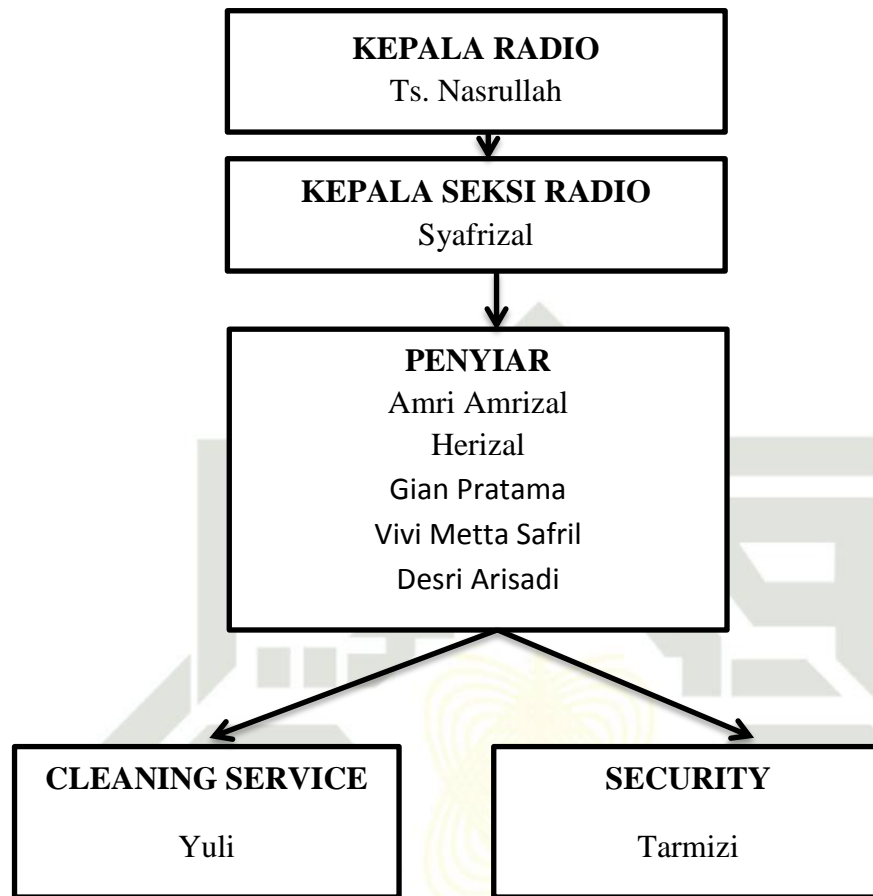 KEPALA RADIO
Ts. Nasrullah
KEPALA SEKSI RADIO
Syafrizal
PENYIAR
Amri Amrizal
Herizal
Gian Pratama
Vivi Metta Safril
Desri Arisadi
CLEANING SERVICE
Yuli
SECURITY
Tarmizi